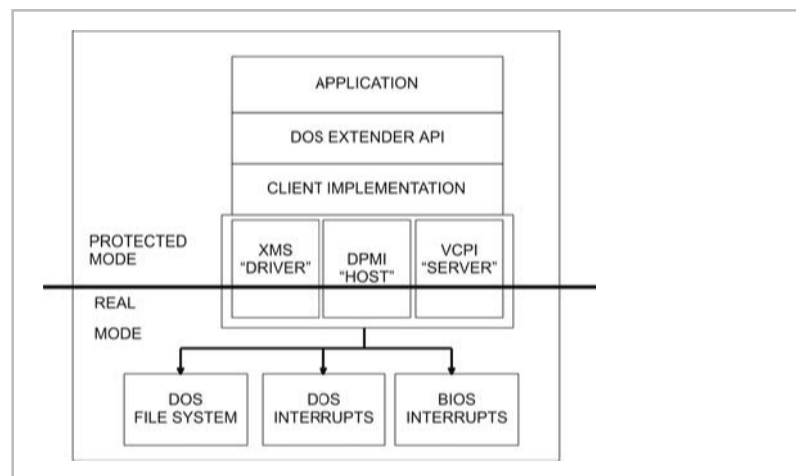 APPLICATION
DOS EXTENDER API
CLIENT IMPLEMENTATION
PROTECTED
MODE
XMS
"DRIVER"
DPMI
"HOST"
VCPI
"SERVER"
REAL
MODE
DOS
FILE SYSTEM
DOS
INTERRUPTS
BIOS
INTERRUPTS